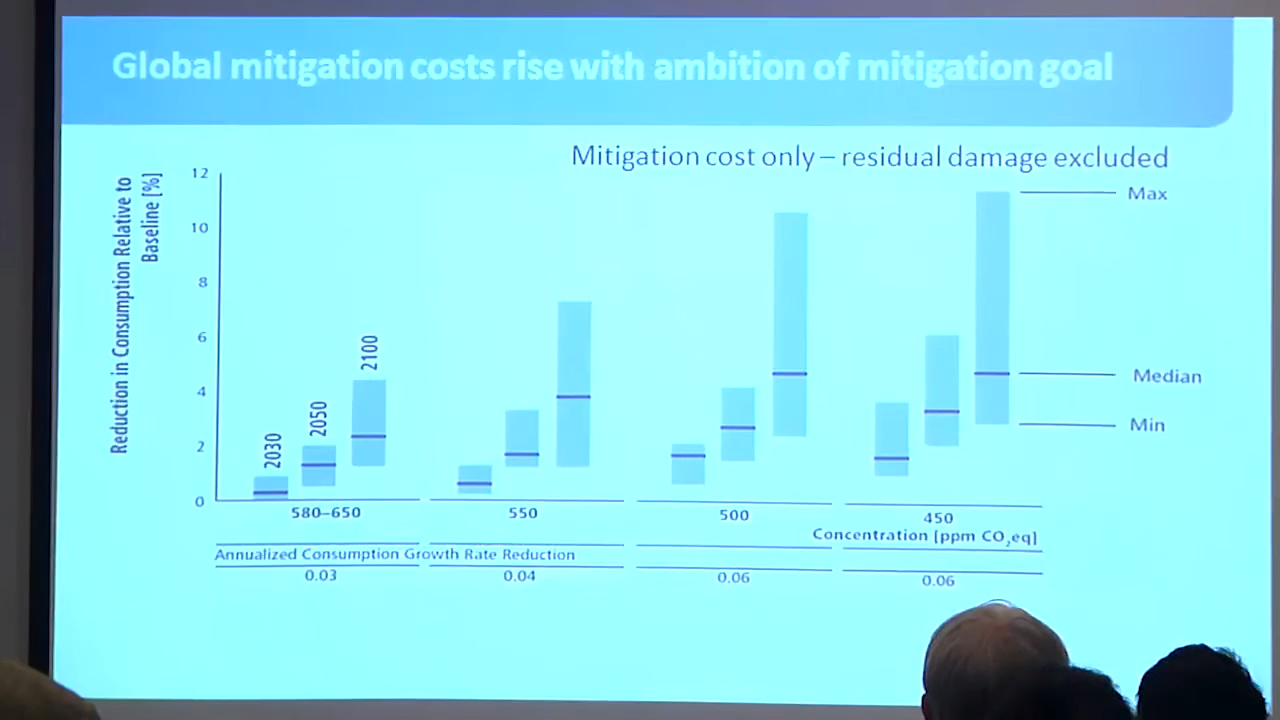 Global mitigation costs rise with ambition of mitigation goal
Mitigation cost only – residual damage excluded
Reduction in Consumption Relative to
Baseline [%]
12
10
8
6
4
2
0
2030
2050
2100
Max
Median
Min
580–650
550
500
450
Concentration [ppm CO₂eq]
Annualized Consumption Growth Rate Reduction
0.03
0.04
0.06
0.06